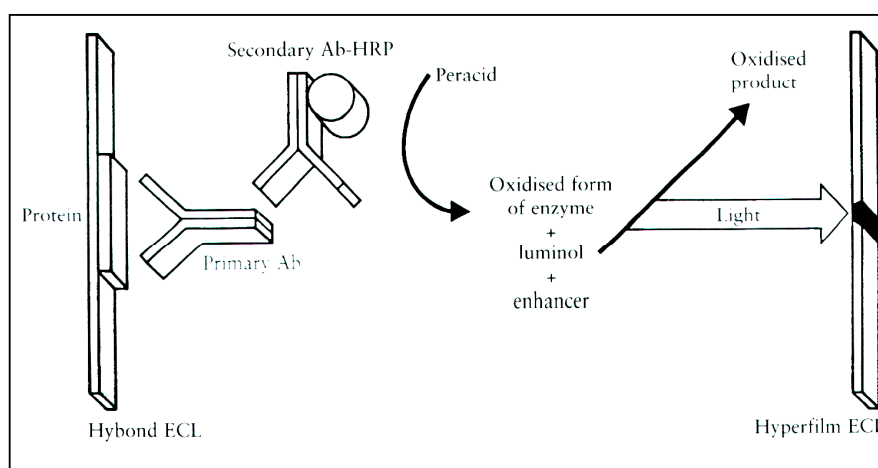 Secondary Ab-HRP
Peracid
Oxidised
product
Protein
Primary Ab
Oxidised form
of enzyme
+
luminol
+
enhancer
Light
Hybond ECL
Hyperfilm ECL